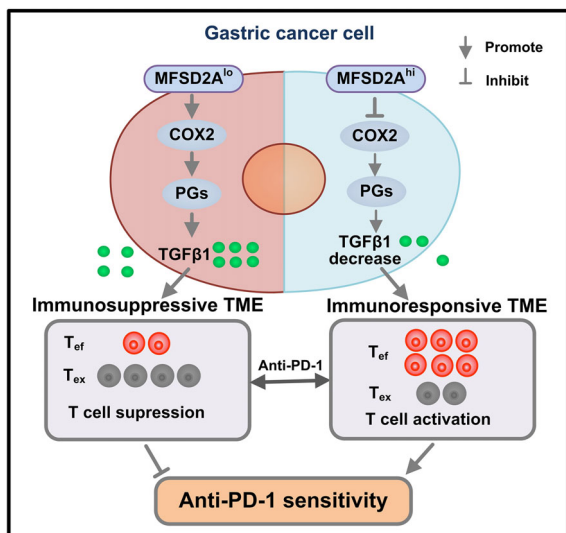 Gastric cancer cell
Promote
Inhibit
MFSD2A^lo
MFSD2A^hi
COX2
COX2
PGs
PGs
TGFβ1
TGFβ1
decrease
Immunosuppressive TME
Immunoresponsive TME
T_ef
T_ex
T cell supression
Anti-PD-1
T_ef
T_ex
T cell activation
Anti-PD-1 sensitivity